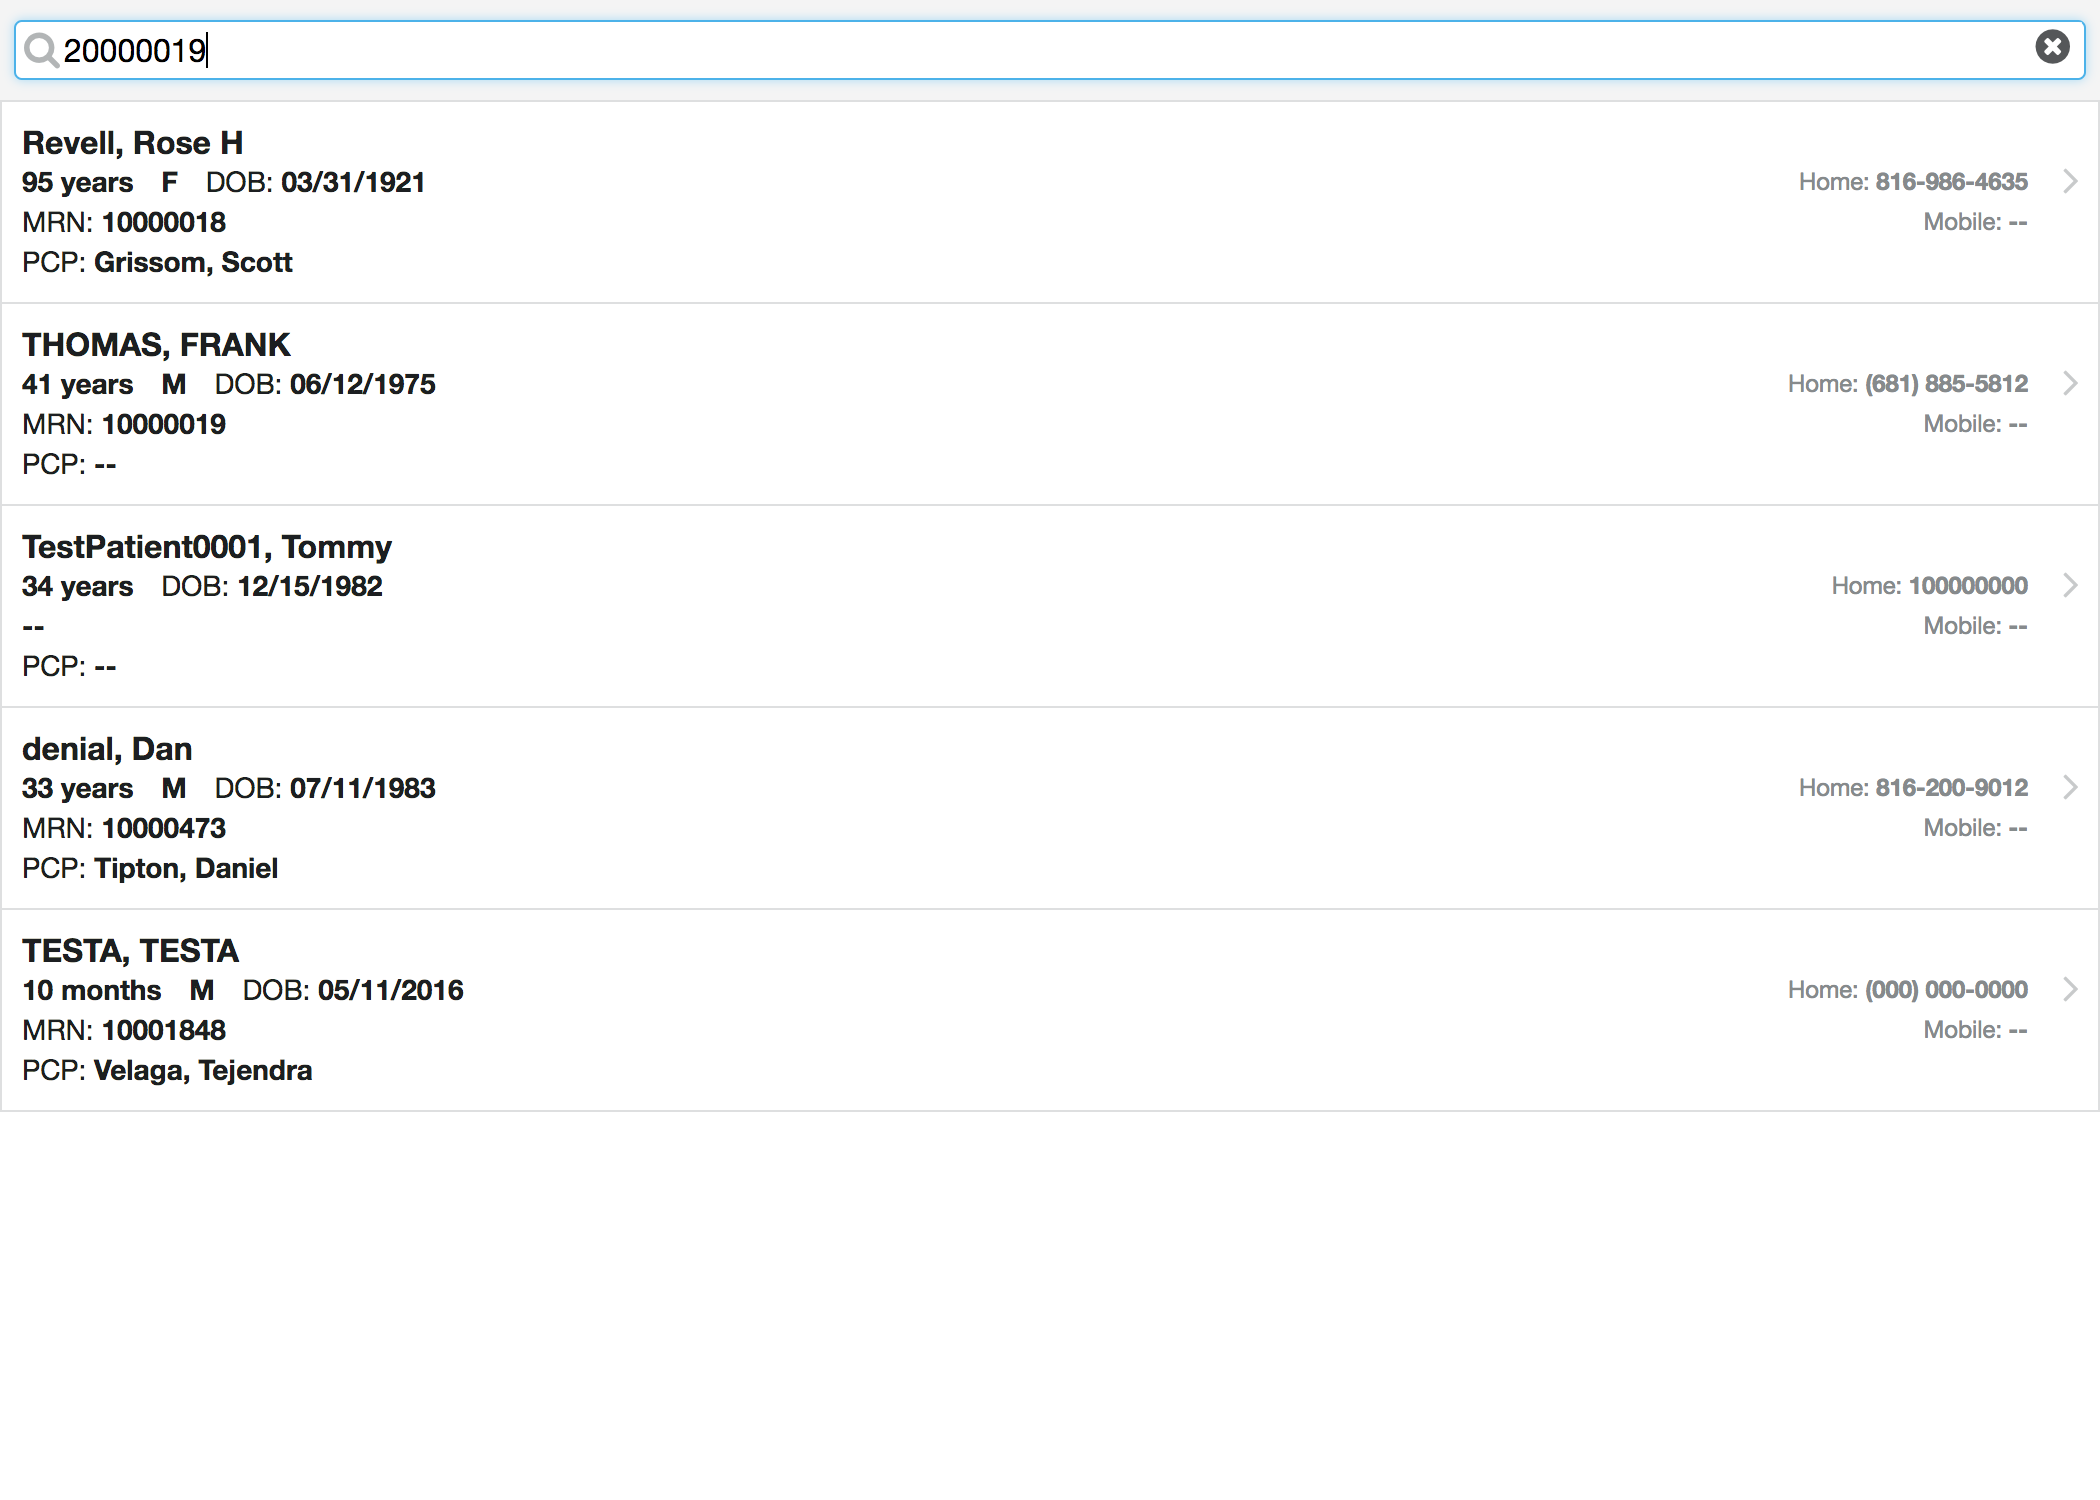 20000019
Revell, Rose H
95 years F DOB: 03/31/1921
Home: 816-986-4635
MRN: 10000018
Mobile: --
PCP: Grissom, Scott
THOMAS, FRANK
41 years M DOB: 06/12/1975
Home: (681) 885-5812
MRN: 10000019
Mobile: --
PCP: --
TestPatient0001, Tommy
34 years DOB: 12/15/1982
Home: 100000000
--
Mobile: --
PCP: --
denial, Dan
33 years M DOB: 07/11/1983
Home: 816-200-9012
MRN: 10000473
Mobile: --
PCP: Tipton, Daniel
TESTA, TESTA
10 months M DOB: 05/11/2016
Home: (000) 000-0000
MRN: 10001848
Mobile: --
PCP: Velaga, Tejendra